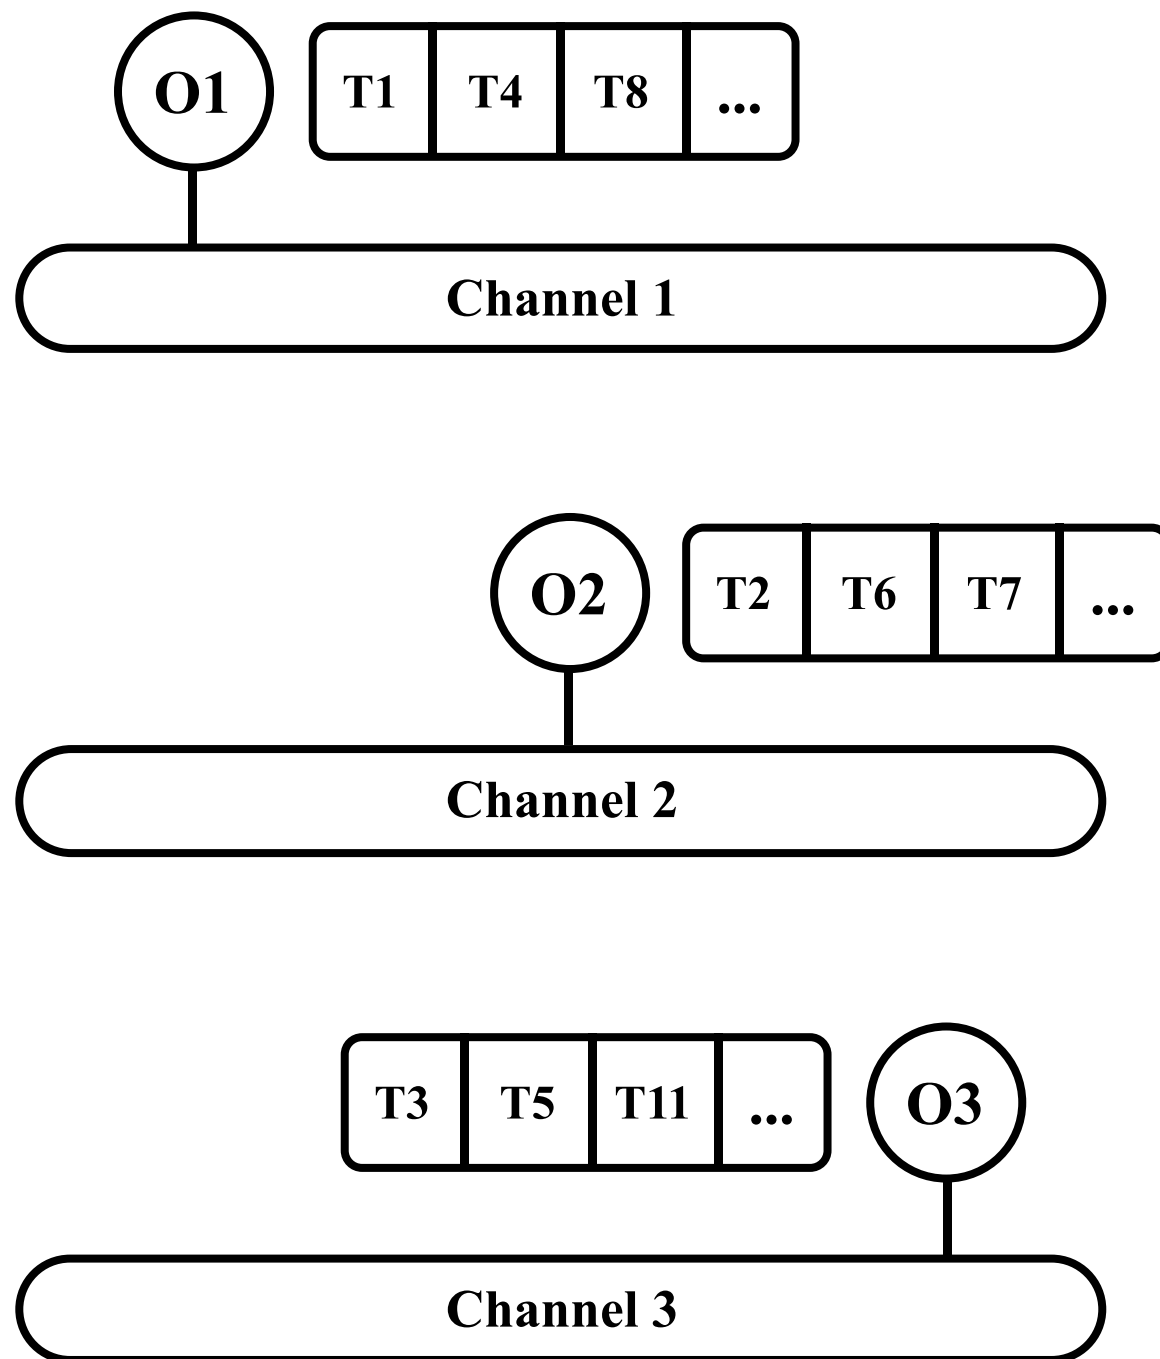 O1 T1 T4 T8 ...
Channel 1
O2 T2 T6 T7 ...
Channel 2
T3 T5 T11 ... O3
Channel 3